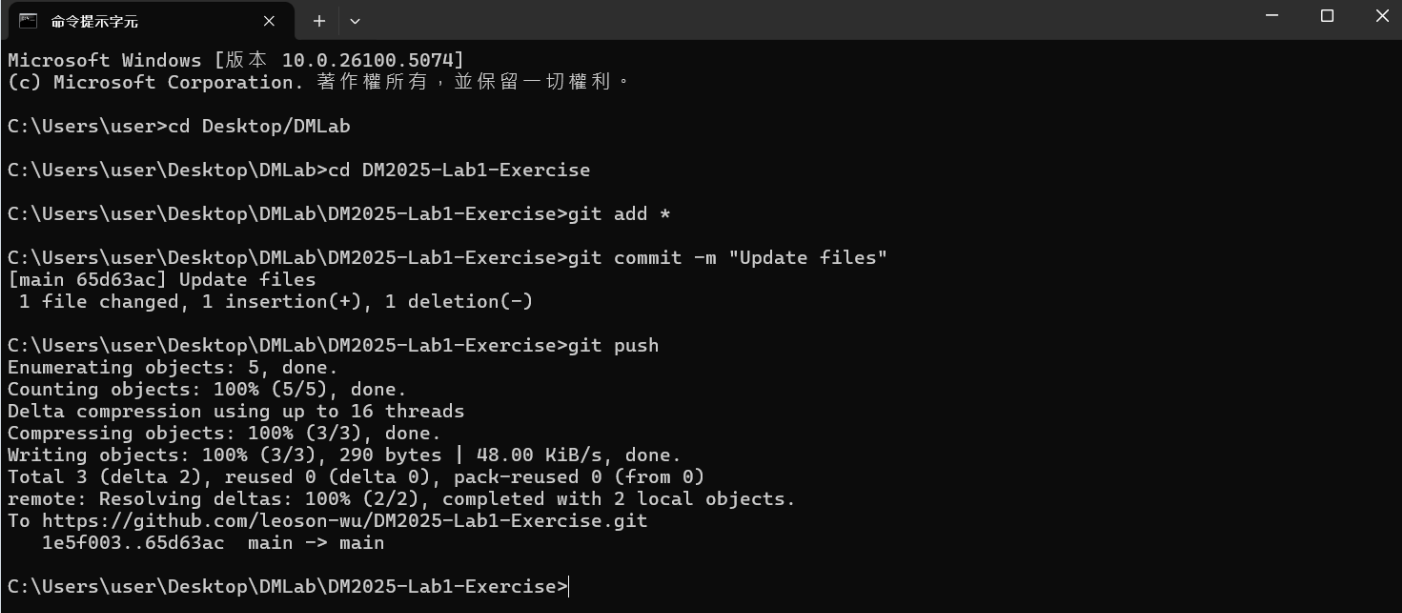 命令提示字元
Microsoft Windows [版本 10.0.26100.5074]
(c) Microsoft Corporation. 著作權所有，並保留一切權利。
C:\Users\user>cd Desktop/DMLab
C:\Users\user\Desktop\DMLab>cd DM2025-Lab1-Exercise
C:\Users\user\Desktop\DMLab\DM2025-Lab1-Exercise>git add *
C:\Users\user\Desktop\DMLab\DM2025-Lab1-Exercise>git commit -m "Update files"
[main 65d63ac] Update files
 1 file changed, 1 insertion(+), 1 deletion(-)
C:\Users\user\Desktop\DMLab\DM2025-Lab1-Exercise>git push
Enumerating objects: 5, done.
Counting objects: 100% (5/5), done.
Delta compression using up to 16 threads
Compressing objects: 100% (3/3), done.
Writing objects: 100% (3/3), 290 bytes | 48.00 KiB/s, done.
Total 3 (delta 2), reused 0 (delta 0), pack-reused 0 (from 0)
remote: Resolving deltas: 100% (2/2), completed with 2 local objects.
To https://github.com/leoson-wu/DM2025-Lab1-Exercise.git
   1e5f003..65d63ac  main -> main
C:\Users\user\Desktop\DMLab\DM2025-Lab1-Exercise>